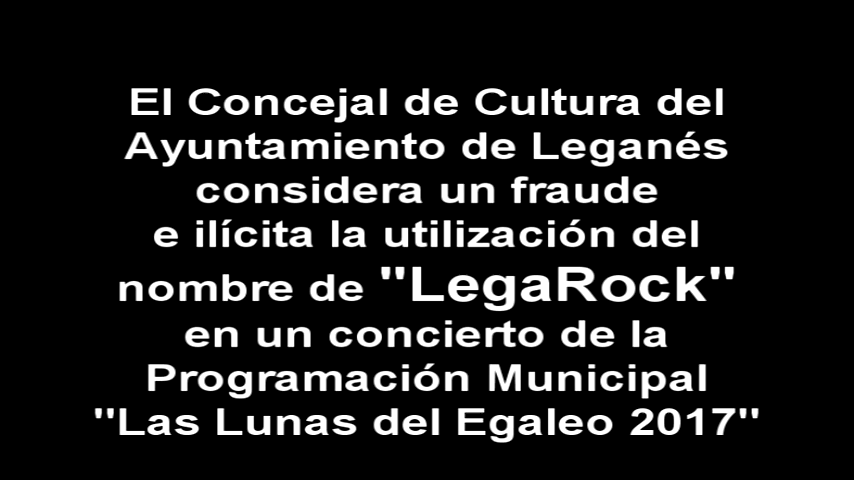 El Concejal de Cultura del
Ayuntamiento de Leganés
considera un fraude
e ilícita la utilización del
nombre de "LegaRock"
en un concierto de la
Programación Municipal
"Las Lunas del Egaleo 2017"